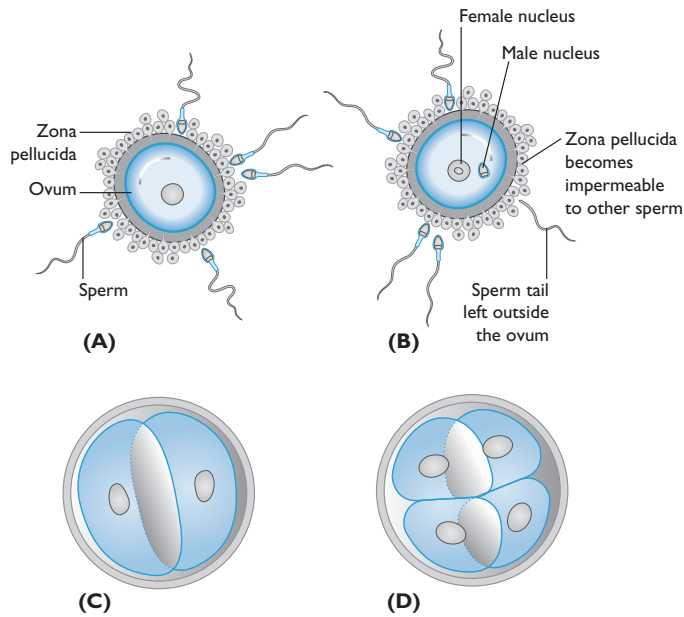 Zona
pellucida
Ovum
Sperm
(A)
Female nucleus
Male nucleus
Zona pellucida
becomes
impermeable
to other sperm
Sperm tail
left outside
the ovum
(B)
(C)
(D)